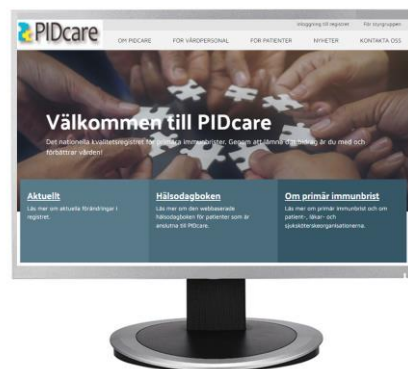 PIDcare
Inloggning till registret
För styrgruppen
OM PIDCARE
FÖR VÅRDPERSONAL
FÖR PATIENTER
NYHETER
KONTAKTA OSS
Välkommen till PIDcare
Det nationella kvalitetsregistret för primära immunbrister. Genom att lämna ditt bidrag är du med och
förbättrar vården!
Aktuellt
Läs mer om aktuella förändringar i
registret.
Hälsodagboken
Läs mer om den webbaserade
hälsodagboken för patienter som är
anslutna till PIDcare.
Om primär immunbrist
Läs mer om primär immunbrist och om
patient-, läkar- och
sjuksköterskeorganisationerna.